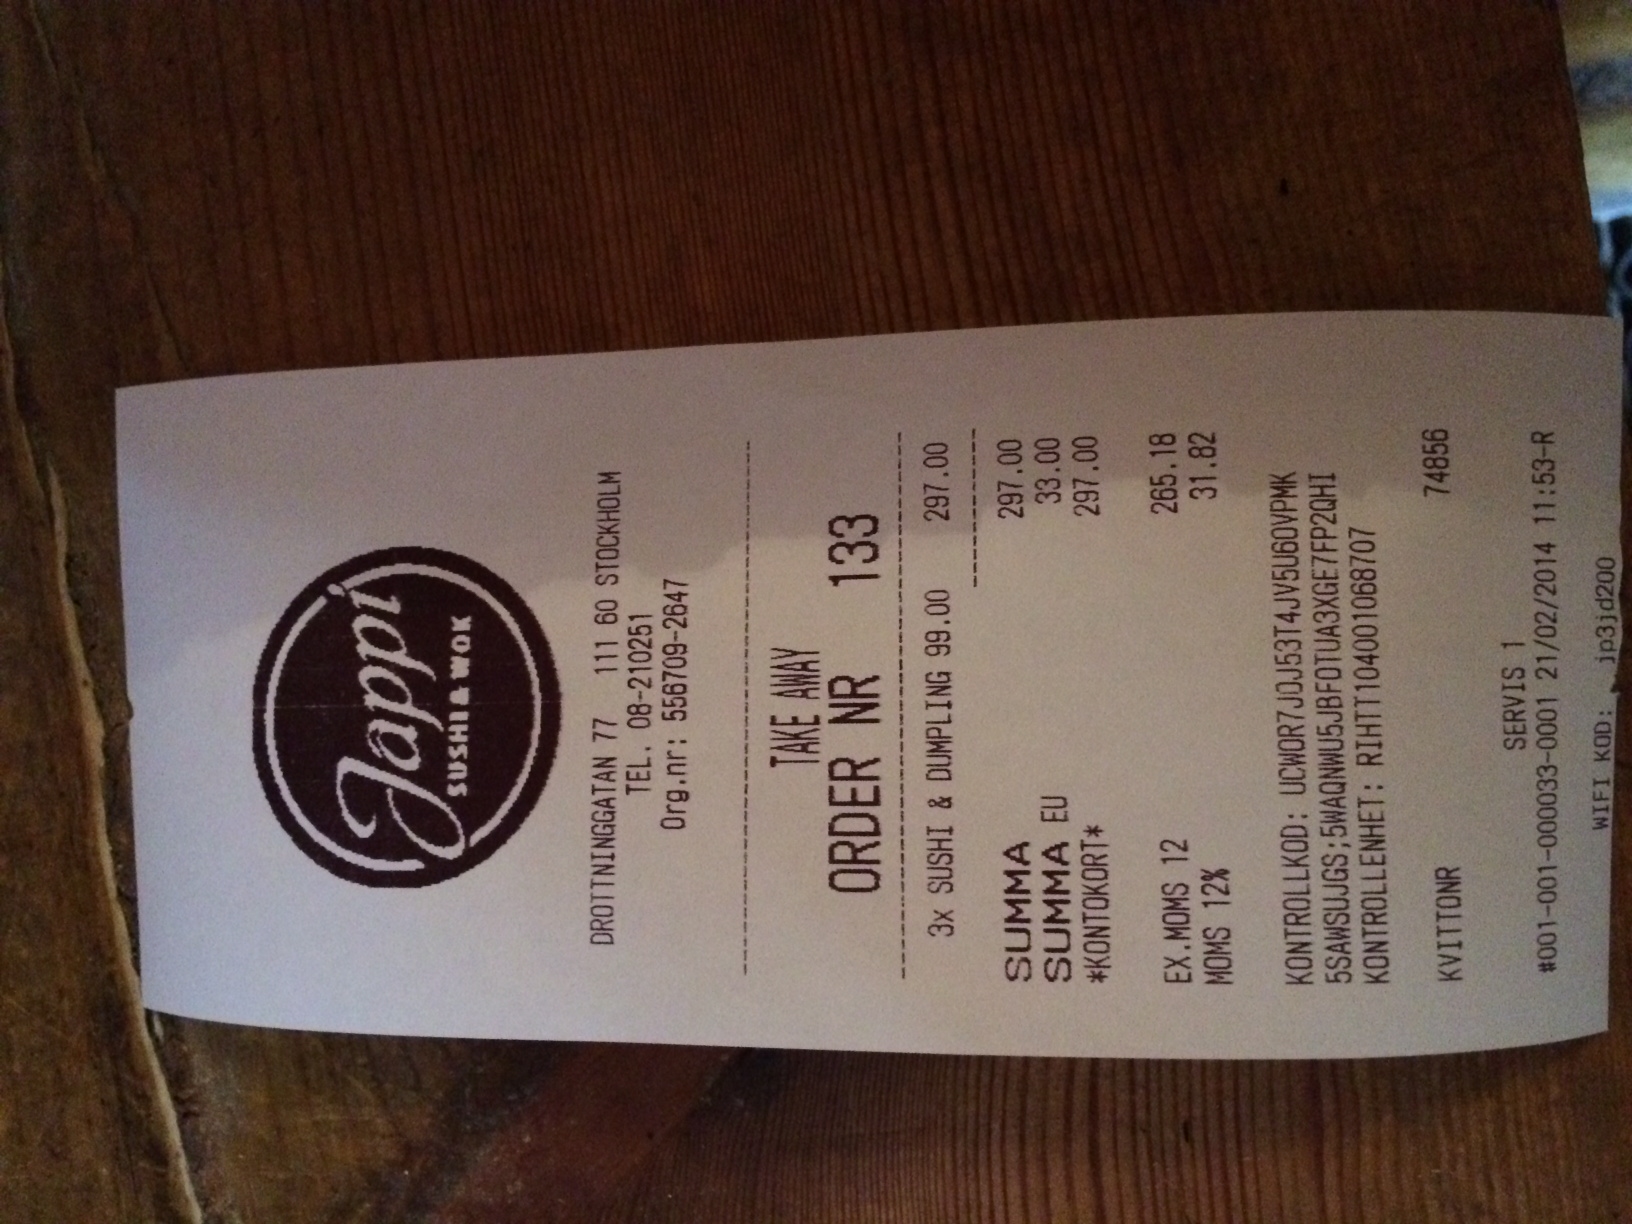 Jappi
SUSHI & WOK
DROTTNINGGATAN 77 111 60 STOCKHOLM
TEL. 08-210251
Org.nr: 556709-2647
TAKE AWAY
ORDER NR 133
3x SUSHI & DUMPLING 99.00 297.00
SUMMA 297.00
SUMMA EU 33.00
*KONTOKORT* 297.00
EX.MOMS 12 265.18
MOMS 12% 31.82
KONTROLLKOD: UCWOR7JOJ53T4JV5U6OVPMK
5SAWSUJGS;5WAQNWU5JBFOTUA3XGE7FP2QHI
KONTROLLENHET: RIHTT104001068707
KVITTONR 74856
SERVIS 1
#001-001-000033-0001 21/02/2014 11:53-R
WIFI KOD: jp3jd200